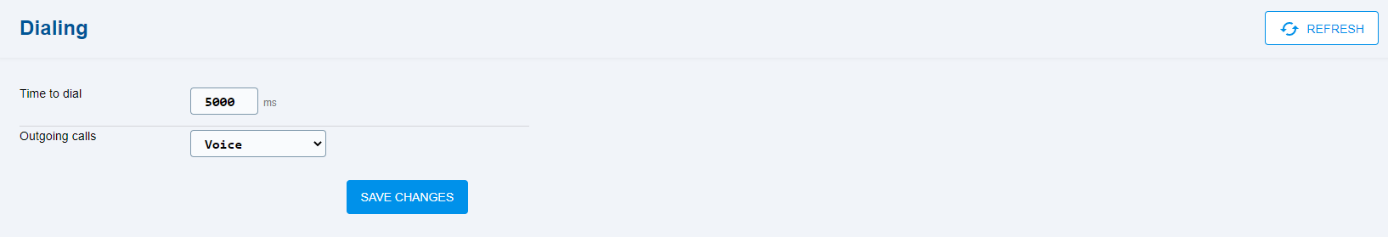 Dialing
REFRESH
Time to dial 5000 ms
Outgoing calls Voice
SAVE CHANGES